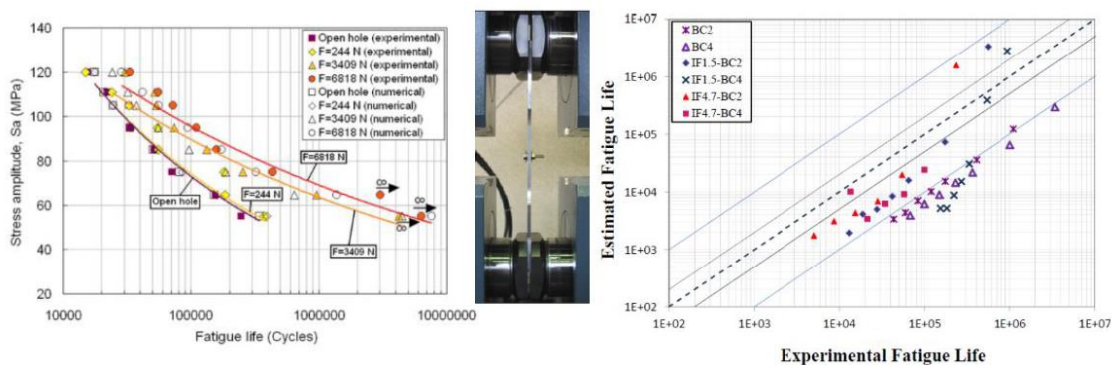 Stress amplitude, Sa (MPa)
140
120
100
80
60
40
20
10000
100000
1000000
10000000
Fatigue life (Cycles)
Open hole (experimental)
F=244 N (experimental)
F=3409 N (experimental)
F=6818 N (experimental)
Open hole (numerical)
F=244 N (numerical)
F=3409 N (numerical)
F=6818 N (numerical)
F=6818 N
Open hole
F=244 N
F=3409 N
∞
∞
∞
Estimated Fatigue Life
1E+07
1E+06
1E+05
1E+04
1E+03
1E+02
1E+02
1E+03
1E+04
1E+05
1E+06
1E+07
Experimental Fatigue Life
BC2
BC4
IF1.5-BC2
IF1.5-BC4
IF4.7-BC2
IF4.7-BC4